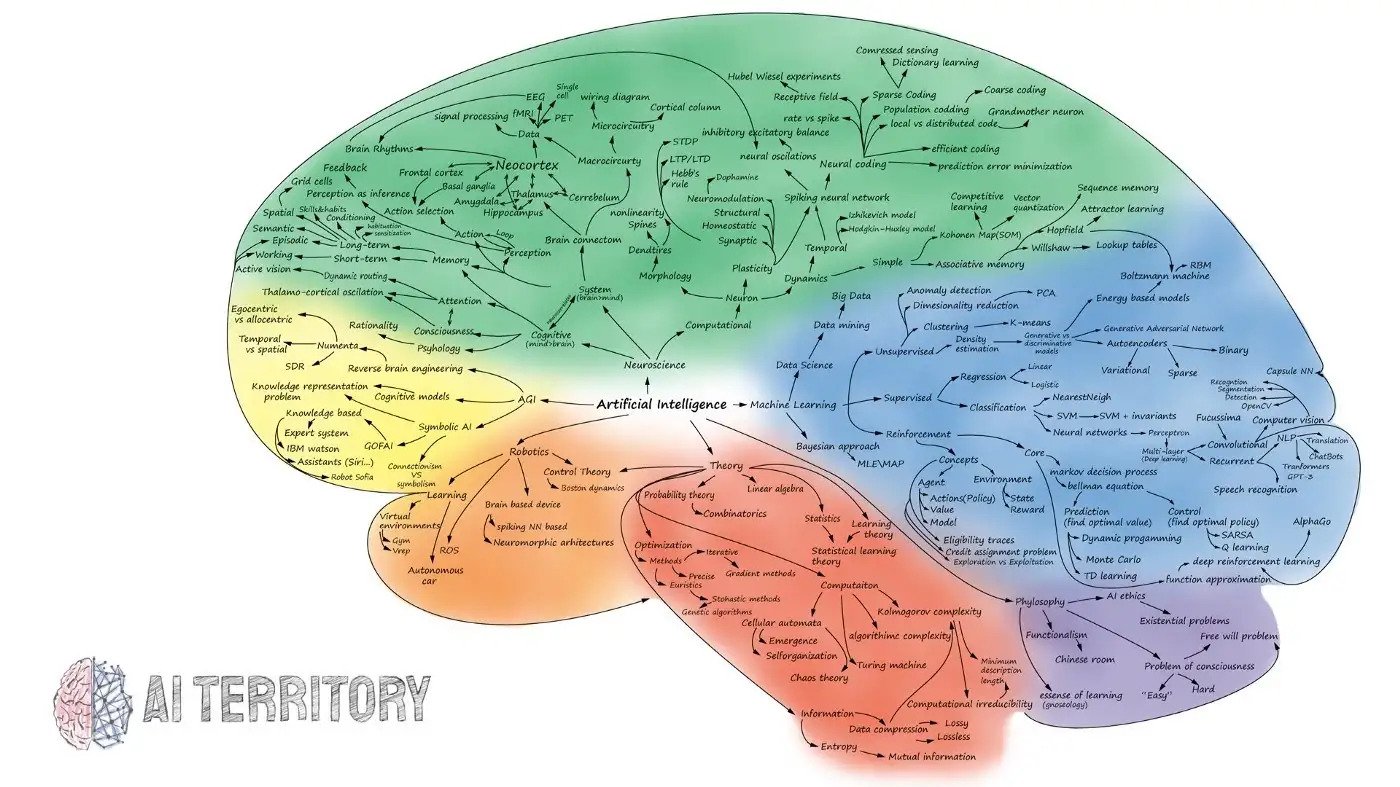 Comressed sensing
Dictionary learning
Hubel Wiesel experiments
Receptive field
Sparse Coding
Coarse coding
Population codding
Grandmother neuron
rate vs spike
local vs distributed code
efficient coding
prediction error minimization
Neural coding
inhibitory excitatory balance
neural oscilations
Spiking neural network
EEG
Single
cell
fMRI
PET
signal processing
Data
wiring diagram
Cortical column
Microcircuitry
Macrocircurty
Brain Rhythms
Neocortex
Feedback
Frontal cortex
Grid cells
Basal ganglia
Thalamus
Cerrebelum
Perception as inference
Amygdala
Hippocampus
Action selection
Spatial
Skills&habits
Conditioning
habituation
sensitization
Semantic
Episodic
Long-term
Working
Short-term
Memory
Action
Loop
Perception
Active vision
Dynamic routing
Thalamo-cortical oscilation
Attention
Consciousness
Psyhology
Rationality
Brain connectom
System
(brain>mind)
Cognitive
(mind>brain)
Neuroscience
STDP
LTP/LTD
Hebb's
rule
Dophamine
Neuromodulation
Structural
Homeostatic
Synaptic
nonlinearity
Spines
Dendtires
Morphology
Plasticity
Neuron
Computational
Izhikevich model
Hodgkin-Huxley model
Temporal
Dynamics
Simple
Competitive
learning
Vector
quantization
Sequence memory
Attractor learning
Kohonen Map(SOM)
Hopfield
Willshaw
Lookup tables
Associative memory
RBM
Boltzmann machine
Energy based models
Egocentric
vs allocentric
Temporal
vs spatial
Numenta
SDR
Reverse brain engineering
Knowledge representation
problem
Cognitive models
AGI
Knowledge based
Expert system
IBM watson
Assistants (Siri...)
Robot Sofia
GOFAI
Symbolic AI
Connectionism
vs
symbolism
Artificial Intelligence
Machine Learning
Big Data
Data mining
Data Science
Bayesian approach
MLE\MAP
Anomaly detection
Dimesionality reduction
PCA
Clustering
K-means
Unsupervised
Density
estimation
Generative vs
discriminative
models
Generative Adversarial Network
Autoencoders
Binary
Variational
Sparse
Supervised
Regression
Linear
Logistic
Classification
NearestNeigh
SVM
SVM + invariants
Neural networks
Perceptron
Multi-layer
(Deep learning)
Capsule NN
Recogntion
Segmentation
Detection
OpenCV
Fucussima
Computer vision
Convolutional
Recurrent
NLP
Translation
ChatBots
Tranformers
GPT-3
Speech recognition
Reinforcement
Concepts
Agent
Actions(Policy)
Value
Model
Environment
State
Reward
Eligibility traces
Credit assignment problem
Exploration vs Exploitation
Core
markov decision process
bellman equation
Prediction
(find optimal value)
Dynamic progamming
Monte Carlo
TD learning
Control
(find optimal policy)
SARSA
Q learning
AlphaGo
deep reinforcement learning
function approximation
Robotics
Control Theory
Boston dynamics
Learning
Brain based device
spiking NN based
Neuromorphic arhitectures
Virtual
environments
Gym
Vrep
ROS
Autonomous
car
Theory
Probability theory
Combinatorics
Linear algebra
Statistics
Learning
theory
Statistical learning
theory
Optimization
Methods
Iterative
Gradient methods
Precise
Euristics
Stohastic methods
Genetic algorithms
Computaiton
Kolmogorov complexity
Cellular automata
Emergence
Selforganization
algorithimc complexity
Turing machine
Chaos theory
Minimum
description
length
Computational irreducibility
Information
Data compression
Lossy
Lossless
Entropy
Mutual information
Phylosophy
AI ethics
Existential problems
Functionalism
Chinese room
Free will problem
Problem of consciousness
"Easy"
Hard
essense of learning
(gnoseology)
AI TERRITORY